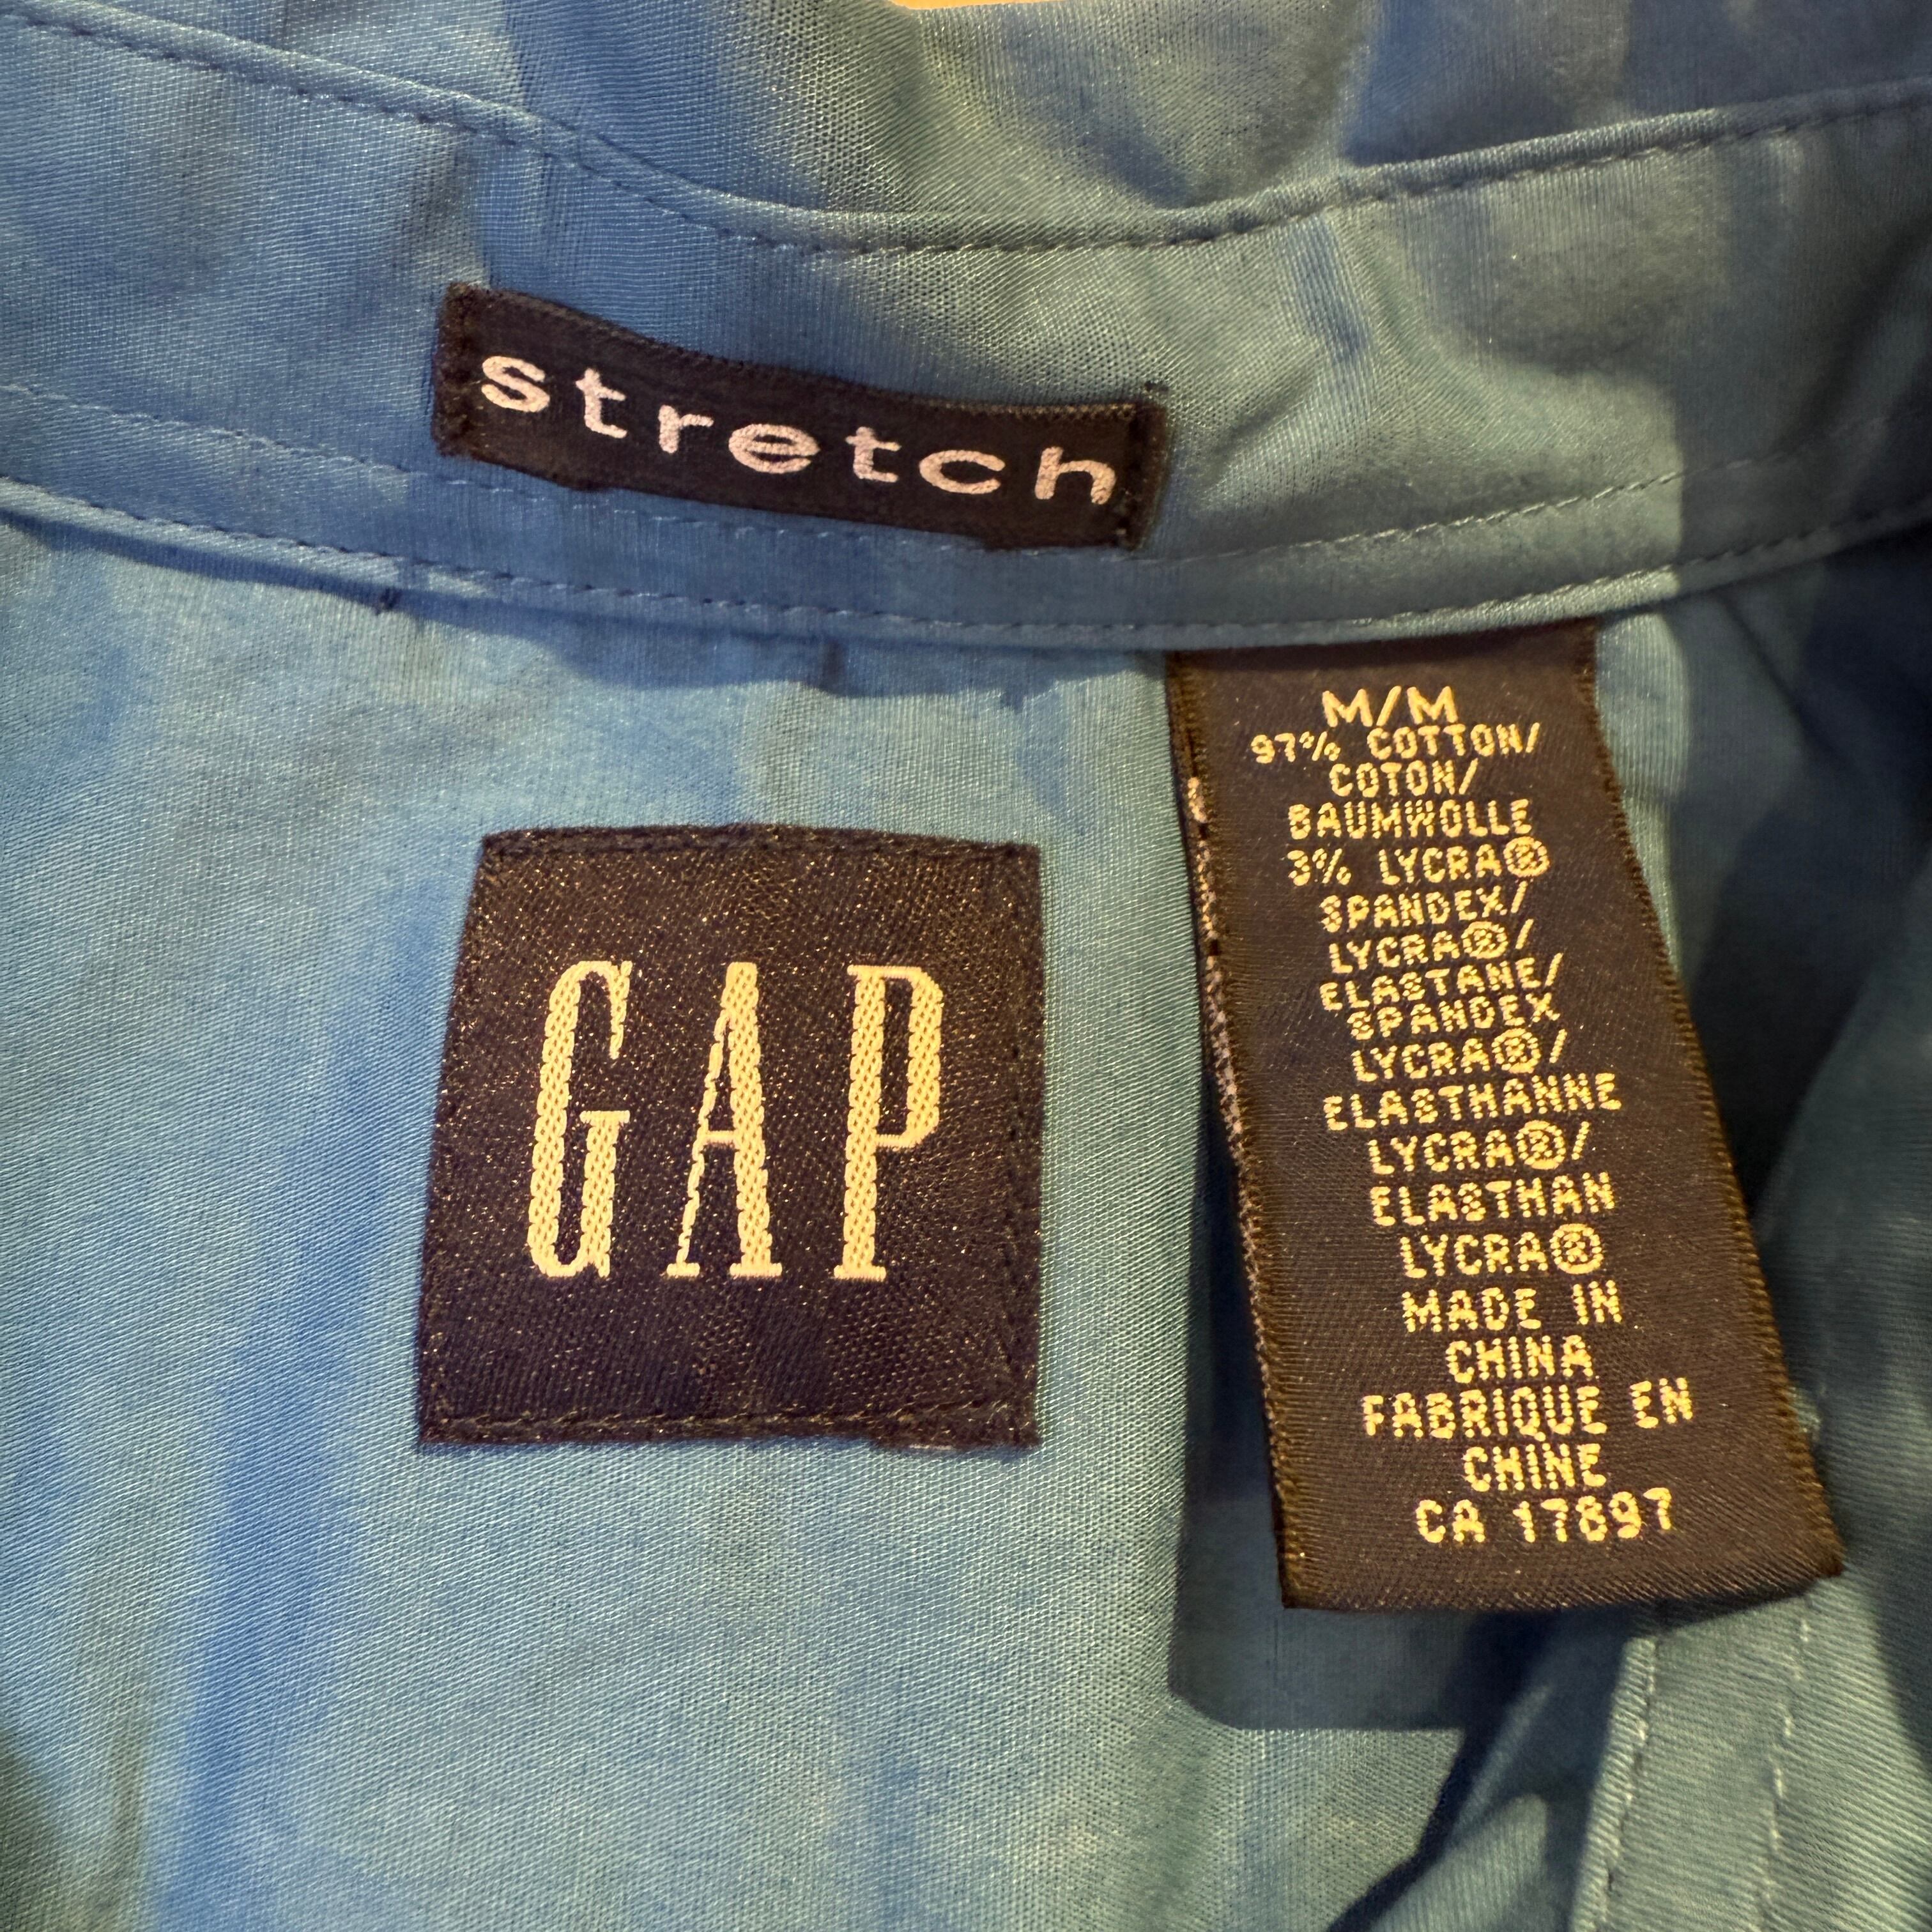 stretch
GAP
M/M
97% COTTON/
COTON/
BAUMWOLLE
3% LYCRA®
SPANDEX/
LYCRA®/
ELASTANE/
SPANDEX
LYCRA®/
ELASTHANNE
LYCRA®/
ELASTHAN
LYCRA®
MADE IN
CHINA
FABRIQUE EN
CHINE
CA 17897